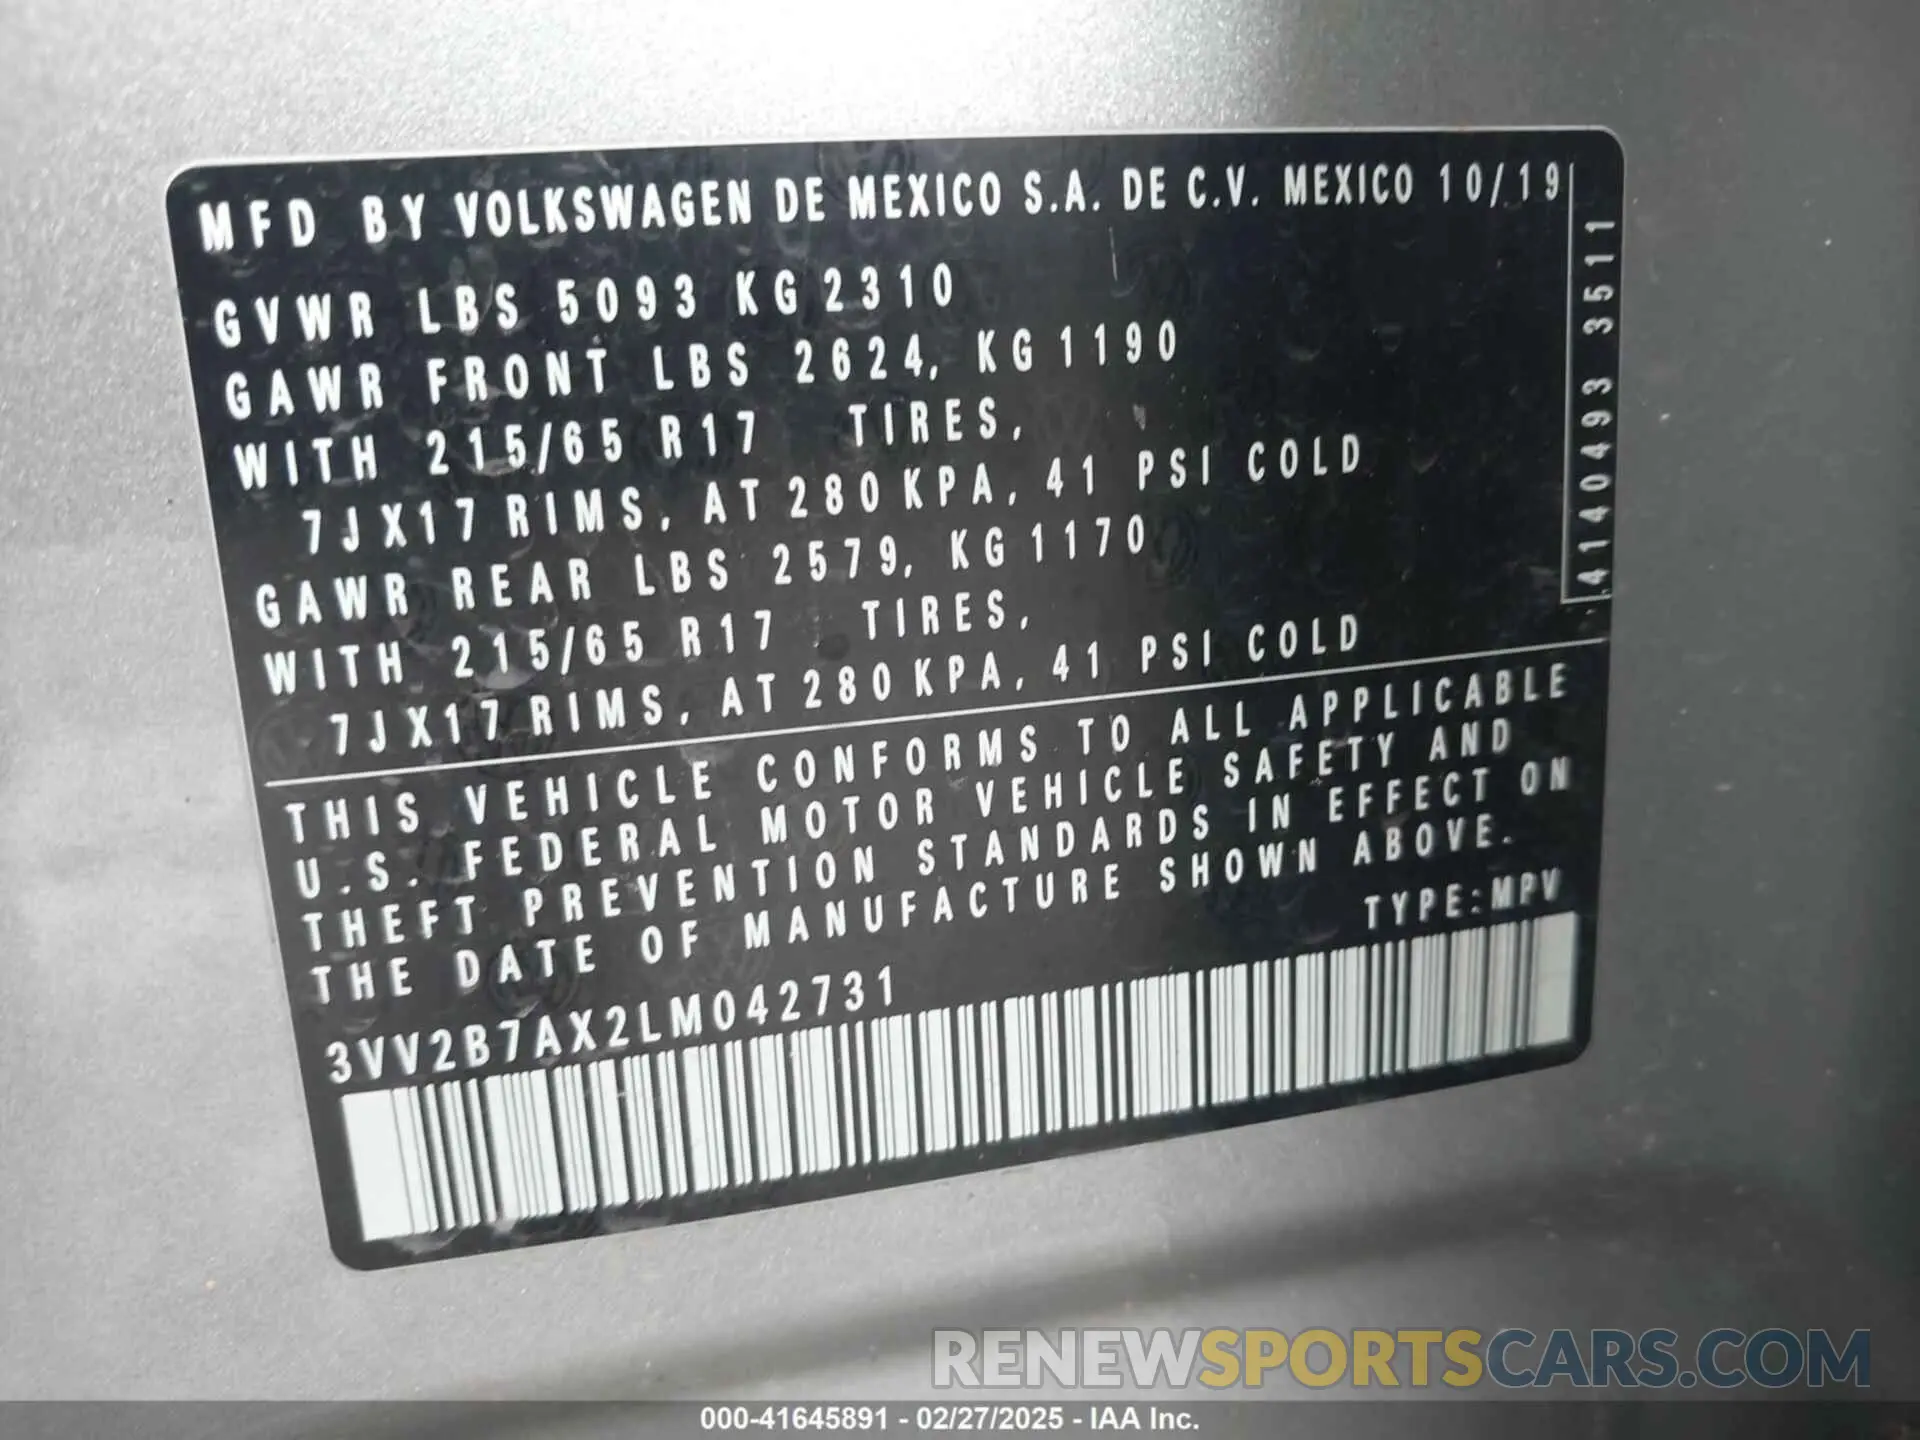 MFD BY VOLKSWAGEN DE MEXICO S.A. DE C.V. MEXICO 10/19
GVWR LBS 5093 KG 2310
GAWR FRONT LBS 2624, KG 1190
WITH 215/65 R17 TIRES,
7JX17 RIMS, AT 280 KPA, 41 PSI COLD
GAWR REAR LBS 2579, KG 1170
WITH 215/65 R17 TIRES,
7JX17 RIMS, AT 280 KPA, 41 PSI COLD
4140493 3511
THIS VEHICLE CONFORMS TO ALL APPLICABLE
U.S. FEDERAL MOTOR VEHICLE SAFETY AND
THEFT PREVENTION STANDARDS IN EFFECT ON
THE DATE OF MANUFACTURE SHOWN ABOVE.
TYPE: MPV
3VV2B7AX2LM042731
RENEWSPORTSCARS.COM
000-41645891 - 02/27/2025 - IAA Inc.